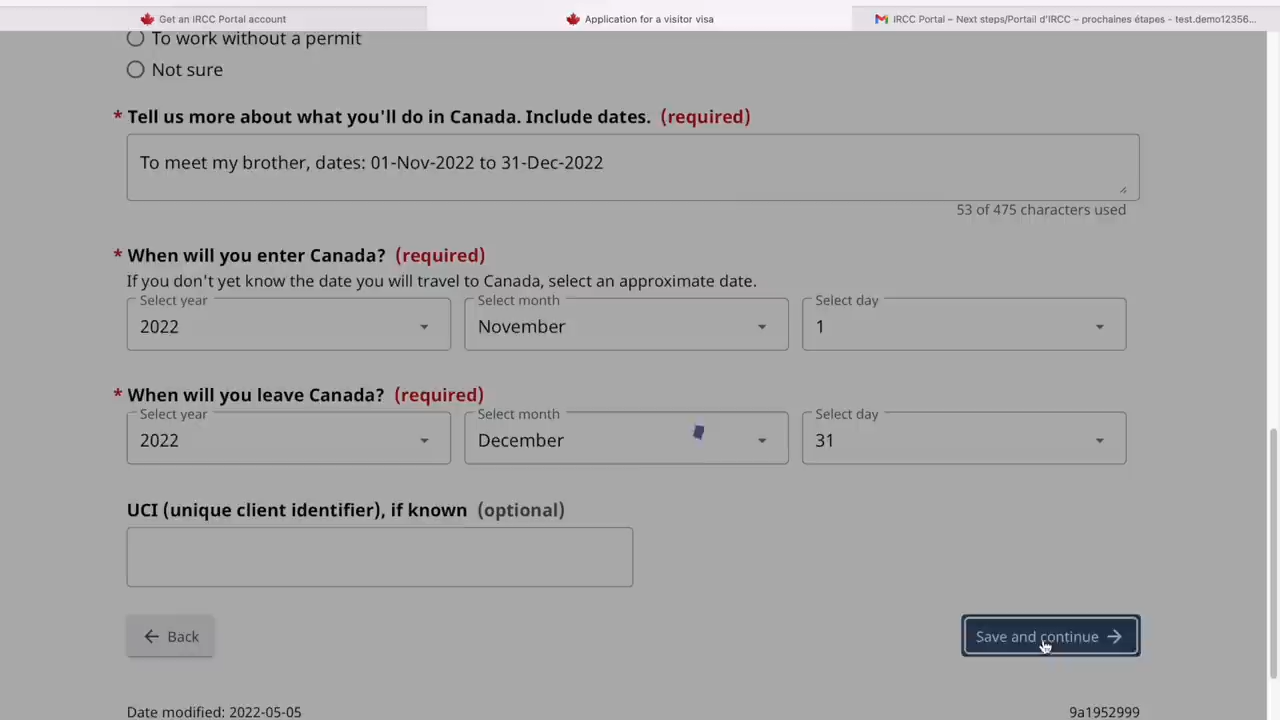 Get an IRCC Portal account
Application for a visitor visa
IRCC Portal – Next steps/Portail d'IRCC – prochaines étapes - test.demo12356...
To work without a permit
Not sure
* Tell us more about what you'll do in Canada. Include dates. (required)
To meet my brother, dates: 01-Nov-2022 to 31-Dec-2022
53 of 475 characters used
* When will you enter Canada? (required)
If you don't yet know the date you will travel to Canada, select an approximate date.
Select year Select month Select day
2022 November 1
* When will you leave Canada? (required)
Select year Select month Select day
2022 December 31
UCI (unique client identifier), if known (optional)
Back Save and continue
Date modified: 2022-05-05 9a1952999